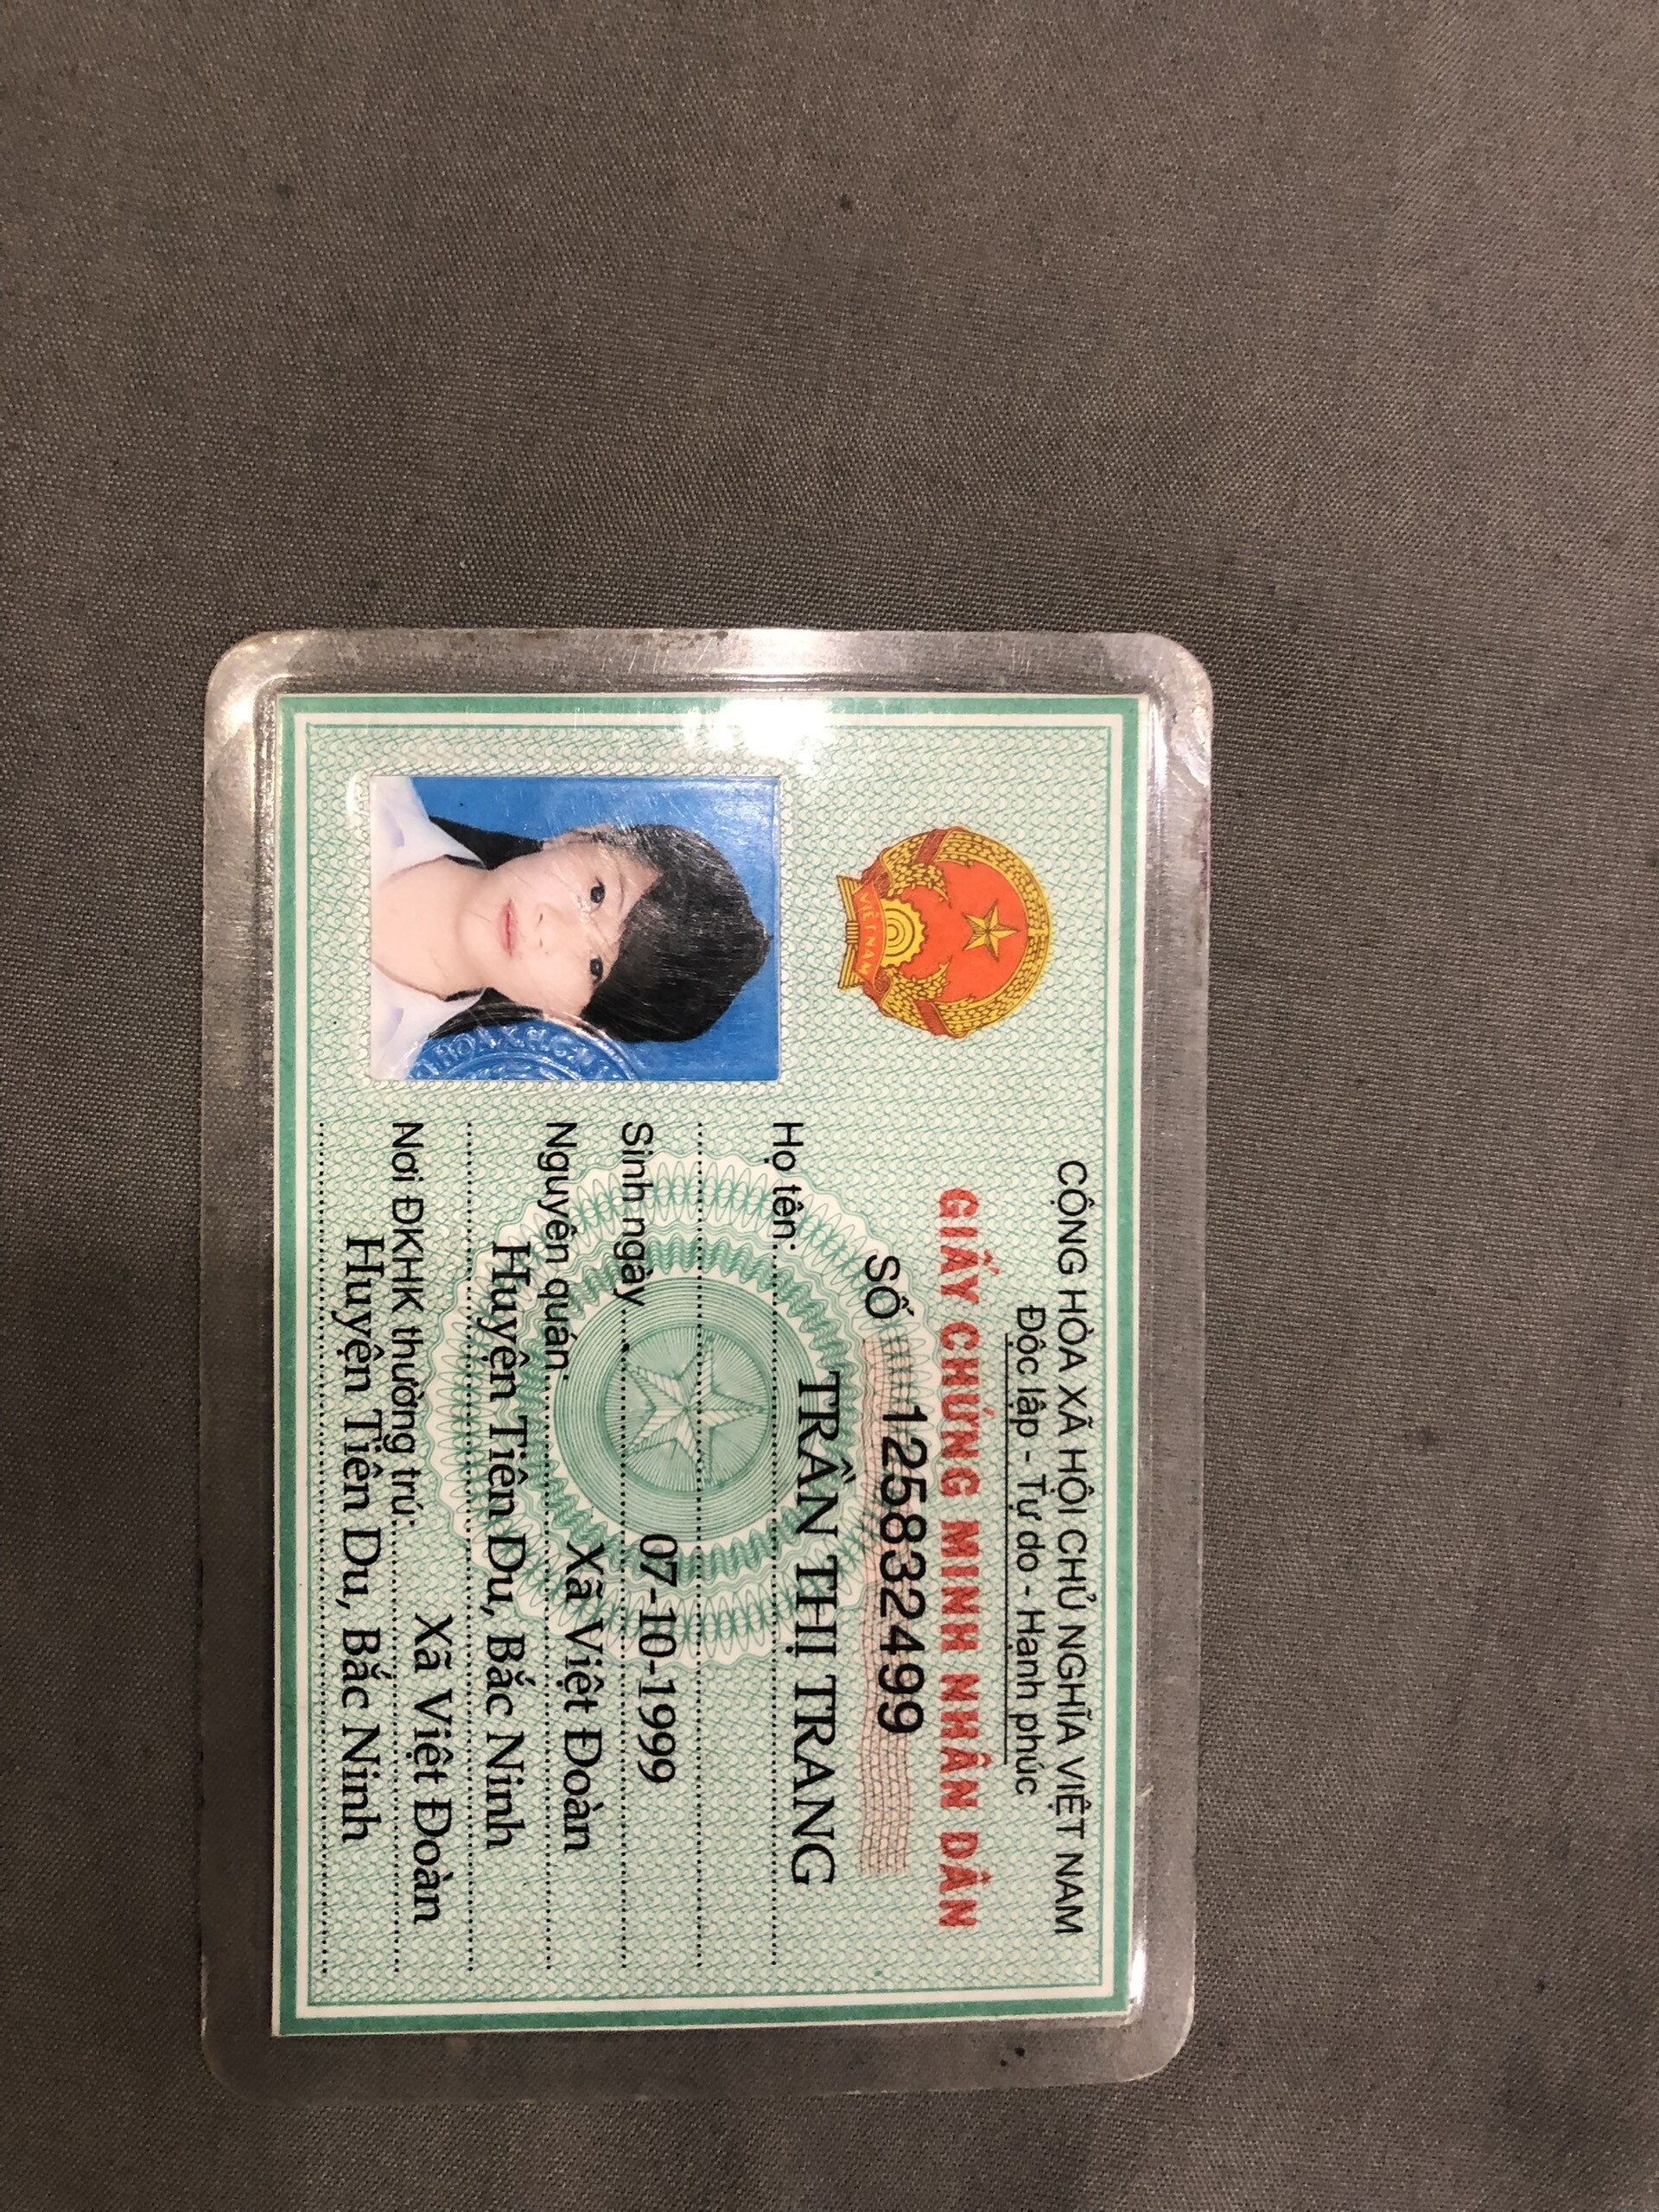 CỘNG HÒA XÃ HỘI CHỦ NGHĨA VIỆT NAM
Độc lập - Tự do - Hạnh phúc
GIẤY CHỨNG MINH NHÂN DÂN
SỐ 125832499
VIỆT NAM
Họ tên: TRẦN THỊ TRANG
Sinh ngày 07-10-1999
Nguyên quán: Xã Việt Đoàn
Huyện Tiên Du, Bắc Ninh
Nơi ĐKHK thường trú: Xã Việt Đoàn
Huyện Tiên Du, Bắc Ninh